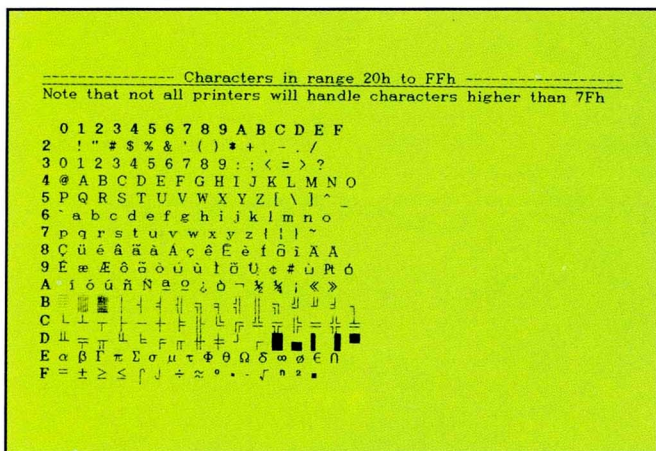 --------------- Characters in range 20h to FFh ------------------
Note that not all printers will handle characters higher than 7Fh
0 1 2 3 4 5 6 7 8 9 A B C D E F
2 ! " # $ % & ' ( ) * + , - . /
3 0 1 2 3 4 5 6 7 8 9 : ; < = > ?
4 @ A B C D E F G H I J K L M N O
5 P Q R S T U V W X Y Z [ \ ] ^ _
6 ` a b c d e f g h i j k l m n o
7 p q r s t u v w x y z { | } ~
8 Ç ü é â ä à ê
9 É æ Æ ô ö ò ¢ ù Pt
A í ó ú ñ Ñ ª º ¿ ¬ ½ ¼ ¡ « »
B ░ ▒ ▓ │ ┤ ╡ ╢ ╖ ╕ ╣ ║ ╗ ╝ ╜ ╛ ┐
C └ ┴ ┬ ├ ─ ┼ ╞ ╟ ╚ ╔ ╩ ╦ ╠ ═ ╬ ╧
D ╨ ╤ ╥ ╙ ╘ ╒ ╓ ╫ ╪ ┘ ┌ █ ▄ ▌ ▐ ▀
E α β Γ π Σ σ μ τ Φ θ Ω δ ∞ ø ∈ ∩
F ≡ ± ≥ ≤ ⌠ ⌡ ÷ ≈ ° • · √ ⁿ ² ■